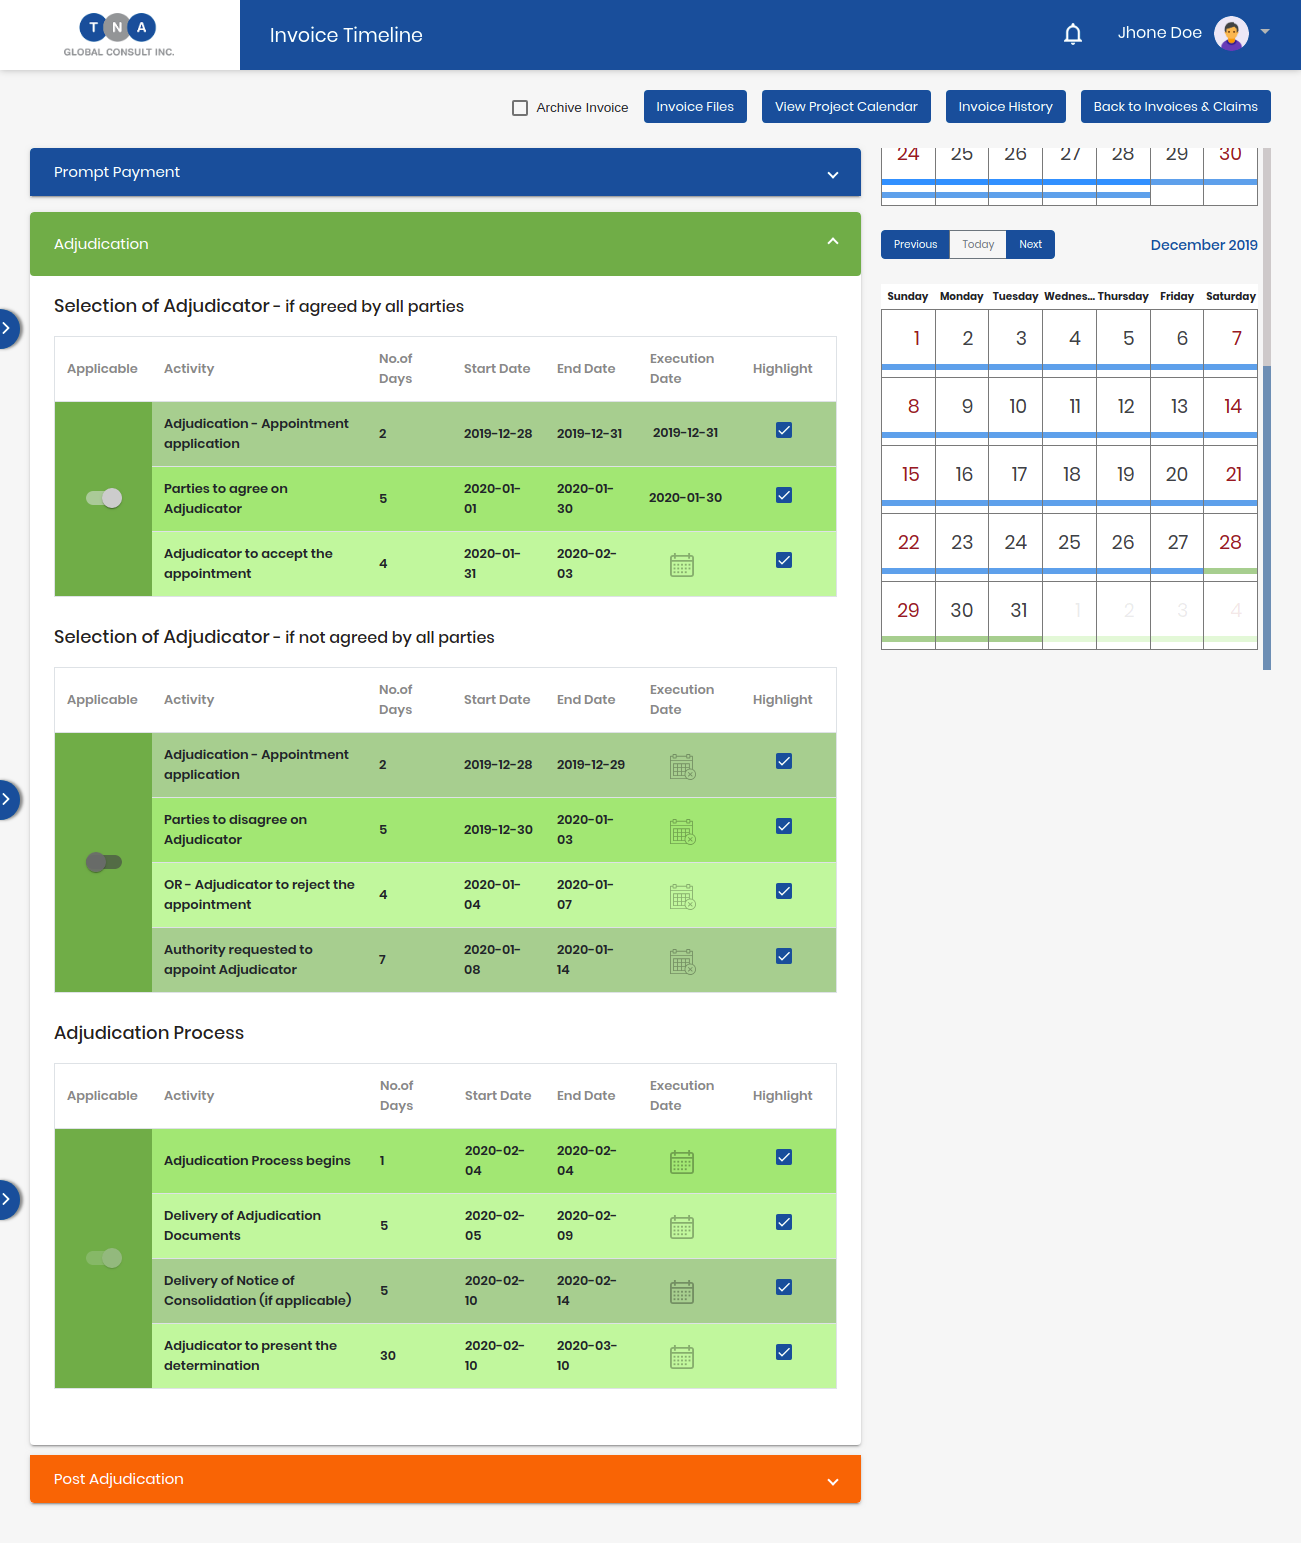 TNA
GLOBAL CONSULT INC.
Invoice Timeline
Jhone Doe
Archive Invoice
Invoice Files
View Project Calendar
Invoice History
Back to Invoices & Claims
Prompt Payment
Adjudication
Selection of Adjudicator - if agreed by all parties
Applicable Activity No.of Days Start Date End Date Execution Date Highlight
Adjudication - Appointment application 2 2019-12-28 2019-12-31 2019-12-31
Parties to agree on Adjudicator 5 2020-01-01 2020-01-30 2020-01-30
Adjudicator to accept the appointment 4 2020-01-31 2020-02-03
Selection of Adjudicator - if not agreed by all parties
Applicable Activity No.of Days Start Date End Date Execution Date Highlight
Adjudication - Appointment application 2 2019-12-28 2019-12-29
Parties to disagree on Adjudicator 5 2019-12-30 2020-01-03
OR - Adjudicator to reject the appointment 4 2020-01-04 2020-01-07
Authority requested to appoint Adjudicator 7 2020-01-08 2020-01-14
Adjudication Process
Applicable Activity No.of Days Start Date End Date Execution Date Highlight
Adjudication Process begins 1 2020-02-04 2020-02-04
Delivery of Adjudication Documents 5 2020-02-05 2020-02-09
Delivery of Notice of Consolidation (if applicable) 5 2020-02-10 2020-02-14
Adjudicator to present the determination 30 2020-02-10 2020-03-10
Post Adjudication
24 25 26 27 28 29 30
Previous Today Next
December 2019
Sunday Monday Tuesday Wednes... Thursday Friday Saturday
1 2 3 4 5 6 7
8 9 10 11 12 13 14
15 16 17 18 19 20 21
22 23 24 25 26 27 28
29 30 31 1 2 3 4